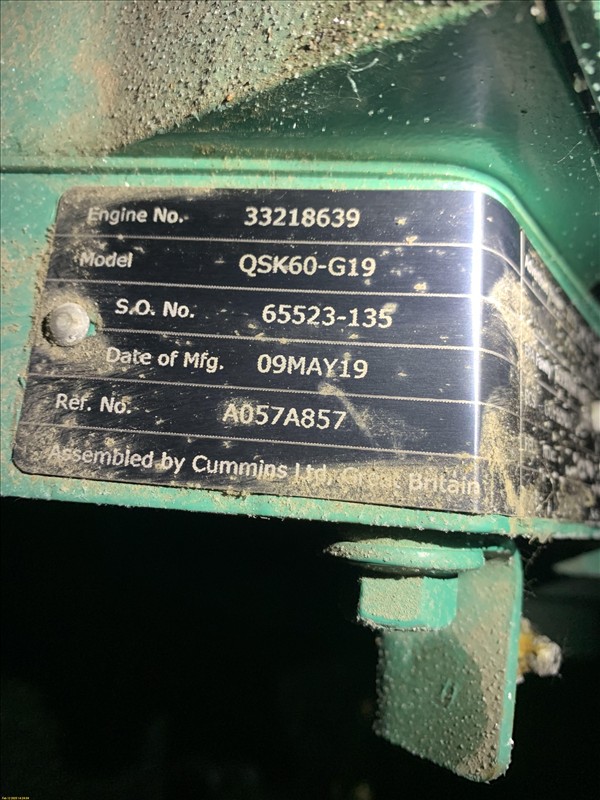 Engine No. 33218639
Model QSK60-G19
S.O. No. 65523-135
Date of Mfg. 09MAY19
Ref. No. A057A857
Assembled by Cummins Ltd, Great Britain